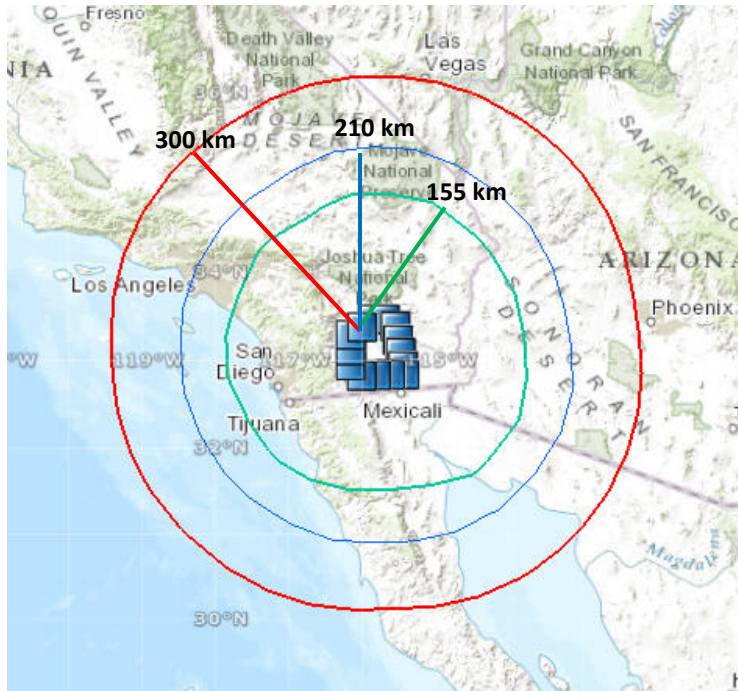 Fresno
Death Valley
National
Park
Las
Vegas
Grand Canyon
National Park
QUIN VALLEY
NIA
36°N
MOJAVE
DESERT
210 km
300 km
Mojave
National
Preserve
155 km
SAN FRANCISCO
Joshua Tree
National
34°N
Los Angeles
ARIZONA
SONORAN
DESERT
Phoenix
°W
119°W
117°W
115°W
San
Diego
Mexicali
Tijuana
32°N
Magdalena
30°N